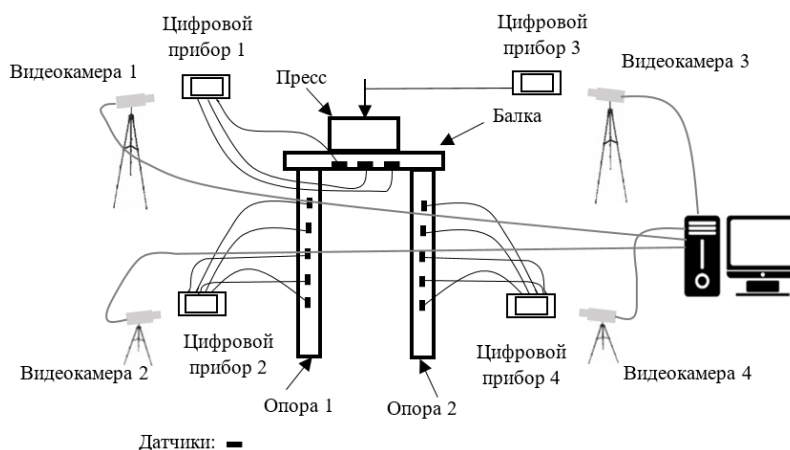 Цифровой
прибор 1
Цифровой
прибор 3
Видеокамера 1
Видеокамера 3
Пресс
Балка
Цифровой
прибор 2
Цифровой
прибор 4
Видеокамера 2
Видеокамера 4
Опора 1
Опора 2
Датчики: